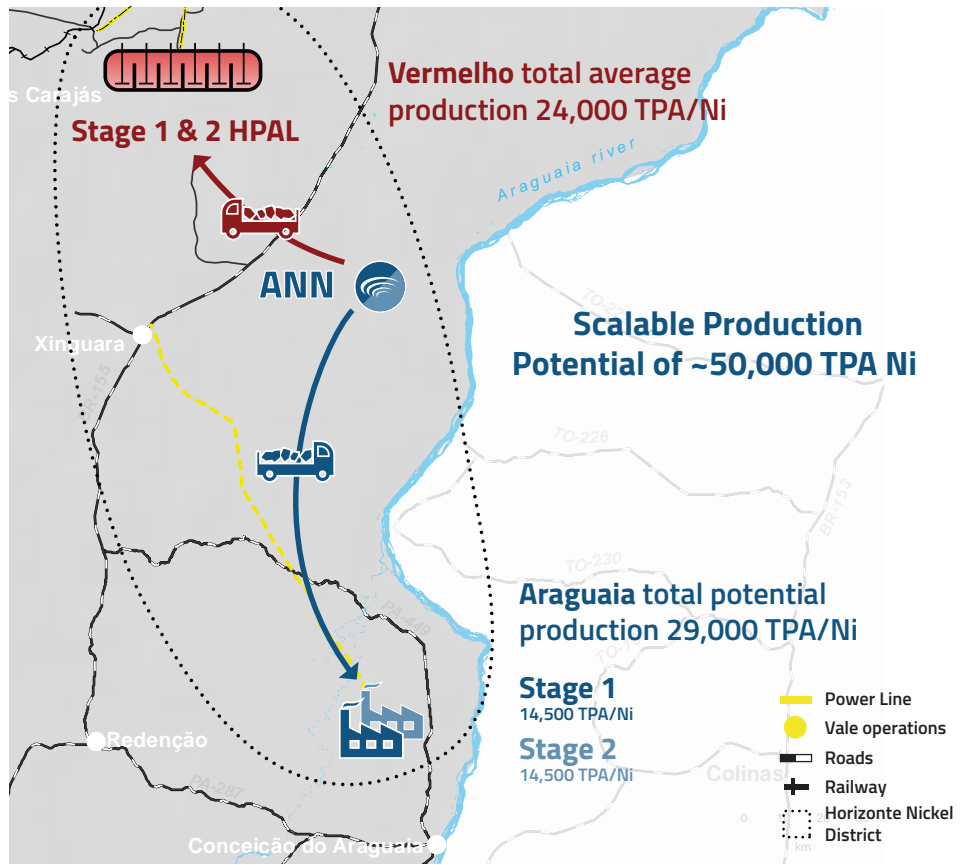 s Carajás
Vermelho total average
production 24,000 TPA/Ni
Stage 1 & 2 HPAL
Araguaia river
ANN
Xinguara
BR-155
Scalable Production
Potential of ~50,000 TPA Ni
TO-226
BR-153
TO-230
PA-449
Araguaia total potential
production 29,000 TPA/Ni
Stage 1
14,500 TPA/Ni
Stage 2
14,500 TPA/Ni
Redenção
PA-287
Conceição do Araguaia
Colinas
Power Line
Vale operations
Roads
Railway
Horizonte Nickel
District
0
km